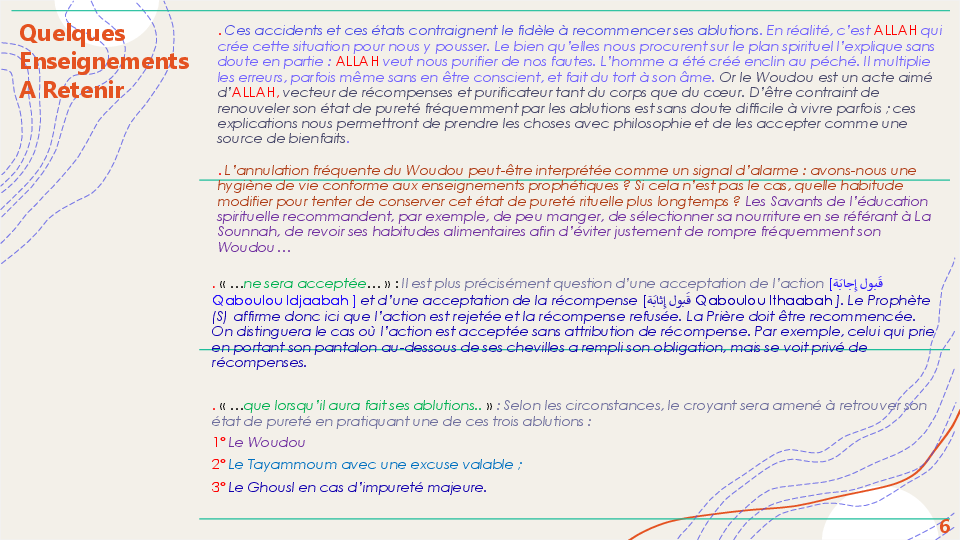 Quelques
Enseignements
A Retenir
. Ces accidents et ces états contraignent le fidèle à recommencer ses ablutions. En réalité, c’est ALLAH qui
crée cette situation pour nous y pousser. Le bien qu’elles nous procurent sur le plan spirituel l’explique sans
doute en partie : ALLAH veut nous purifier de nos fautes. L’homme a été créé enclin au péché. Il multiplie
les erreurs, parfois même sans en être conscient, et fait du tort à son âme. Or le Woudou est un acte aimé
d’ALLAH, vecteur de récompenses et purificateur tant du corps que du cœur. D’être contraint de
renouveler son état de pureté fréquemment par les ablutions est sans doute difficile à vivre parfois ; ces
explications nous permettront de prendre les choses avec philosophie et de les accepter comme une
source de bienfaits.
. L’annulation fréquente du Woudou peut-être interprétée comme un signal d’alarme : avons-nous une
hygiène de vie conforme aux enseignements prophétiques ? Si cela n’est pas le cas, quelle habitude
modifier pour tenter de conserver cet état de pureté rituelle plus longtemps ? Les Savants de l’éducation
spirituelle recommandent, par exemple, de peu manger, de sélectionner sa nourriture en se référant à La
Sounnah, de revoir ses habitudes alimentaires afin d’éviter justement de rompre fréquemment son
Woudou …
. « …ne sera acceptée… » : Il est plus précisément question d’une acceptation de l’action [قَبول إِجابَة
Qaboulou Idjaabah ] et d’une acceptation de la récompense [قَبول إِثابَة Qaboulou Ithaabah ]. Le Prophète
(S) affirme donc ici que l’action est rejetée et la récompense refusée. La Prière doit être recommencée.
On distinguera le cas où l’action est acceptée sans attribution de récompense. Par exemple, celui qui prie
en portant son pantalon au-dessous de ses chevilles a rempli son obligation, mais se voit privé de
récompenses.
. « …que lorsqu’il aura fait ses ablutions.. » : Selon les circonstances, le croyant sera amené à retrouver son
état de pureté en pratiquant une de ces trois ablutions :
1° Le Woudou
2° Le Tayammoum avec une excuse valable ;
3° Le Ghousl en cas d’impureté majeure.
6